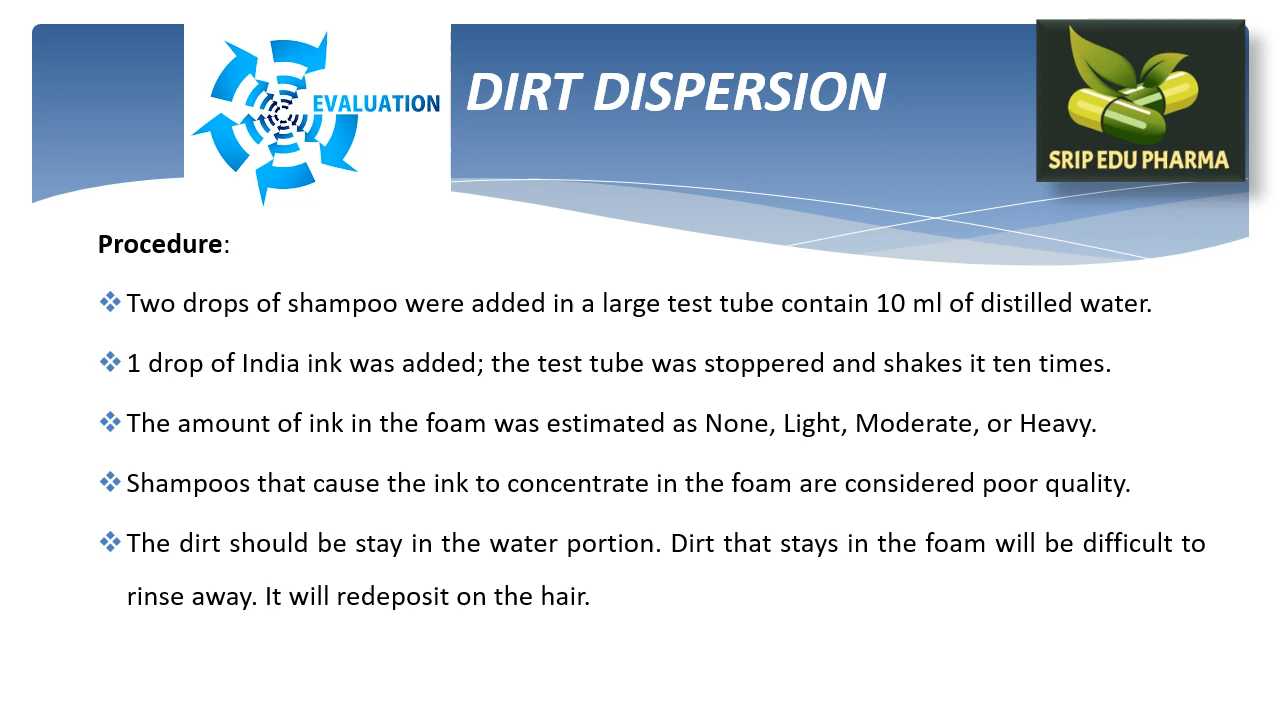 EVALUATION
DIRT DISPERSION
SRIP EDU PHARMA
Procedure:
❖ Two drops of shampoo were added in a large test tube contain 10 ml of distilled water.
❖ 1 drop of India ink was added; the test tube was stoppered and shakes it ten times.
❖ The amount of ink in the foam was estimated as None, Light, Moderate, or Heavy.
❖ Shampoos that cause the ink to concentrate in the foam are considered poor quality.
❖ The dirt should be stay in the water portion. Dirt that stays in the foam will be difficult to
rinse away. It will redeposit on the hair.